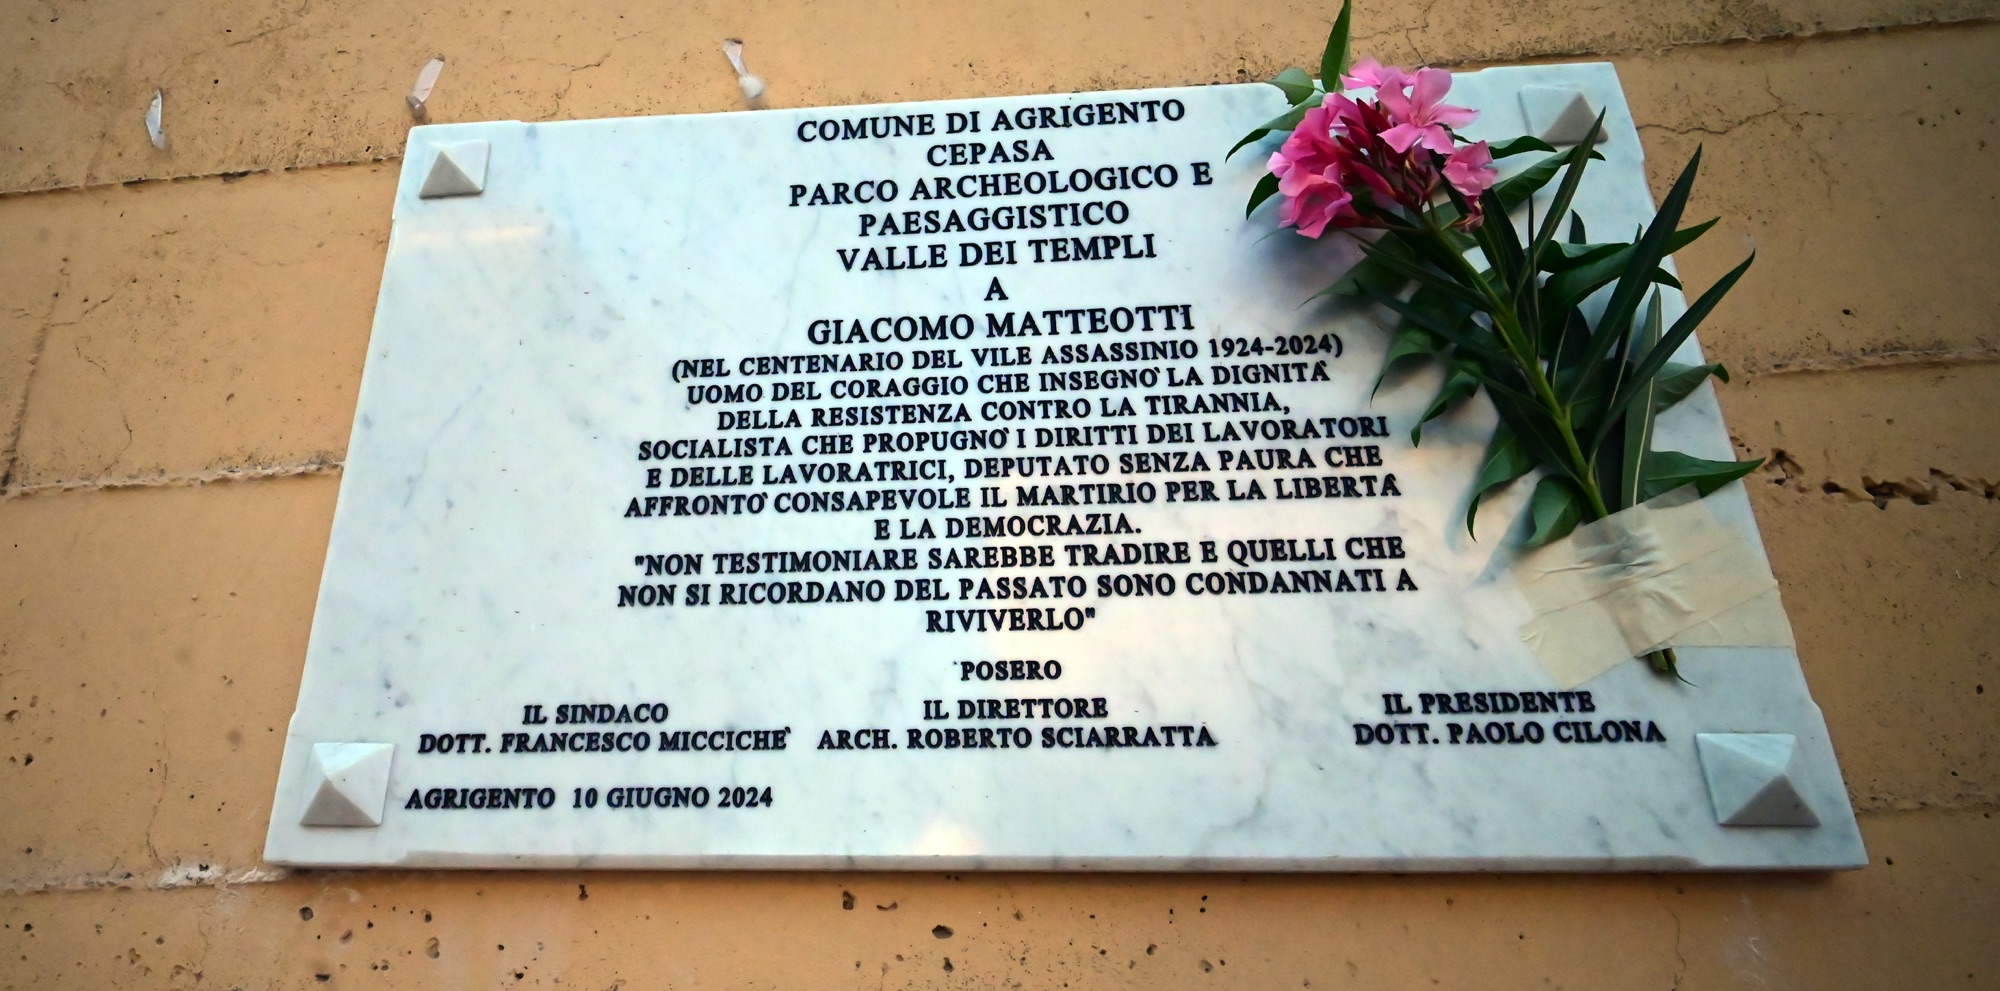 COMUNE DI AGRIGENTO
CEPASA
PARCO ARCHEOLOGICO E
PAESAGGISTICO
VALLE DEI TEMPLI
A
GIACOMO MATTEOTTI
(NEL CENTENARIO DEL VILE ASSASSINIO 1924-2024)
UOMO DEL CORAGGIO CHE INSEGNO' LA DIGNITA'
DELLA RESISTENZA CONTRO LA TIRANNIA,
SOCIALISTA CHE PROPUGNO' I DIRITTI DEI LAVORATORI
E DELLE LAVORATRICI, DEPUTATO SENZA PAURA CHE
AFFRONTO' CONSAPEVOLE IL MARTIRIO PER LA LIBERTA'
E LA DEMOCRAZIA.
"NON TESTIMONIARE SAREBBE TRADIRE E QUELLI CHE
NON SI RICORDANO DEL PASSATO SONO CONDANNATI A
RIVIVERLO"
POSERO
IL SINDACO IL DIRETTORE IL PRESIDENTE
DOTT. FRANCESCO MICCICHE' ARCH. ROBERTO SCIARRATTA DOTT. PAOLO CILONA
AGRIGENTO 10 GIUGNO 2024